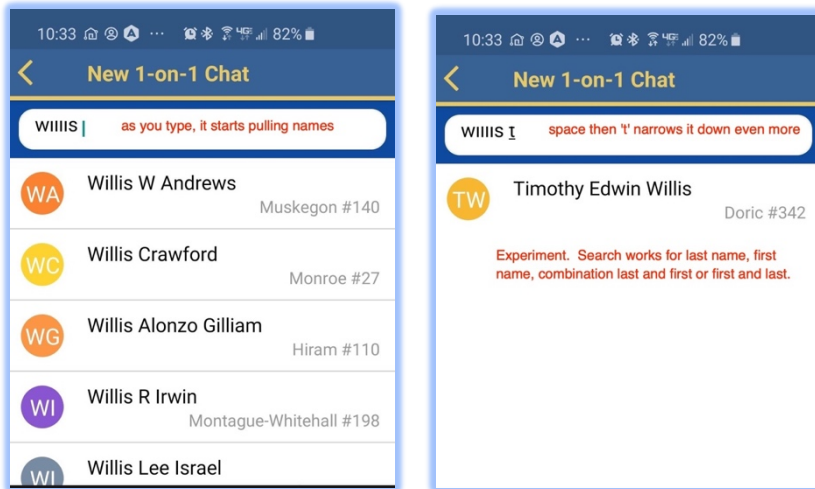 10:33 ··· 4G 82%
New 1-on-1 Chat
willis as you type, it starts pulling names
WA Willis W Andrews
Muskegon #140
WC Willis Crawford
Monroe #27
WG Willis Alonzo Gilliam
Hiram #110
WI Willis R Irwin
Montague-Whitehall #198
WI Willis Lee Israel
10:33 ··· 4G 82%
New 1-on-1 Chat
willis t space then 't' narrows it down even more
TW Timothy Edwin Willis
Doric #342
Experiment. Search works for last name, first
name, combination last and first or first and last.